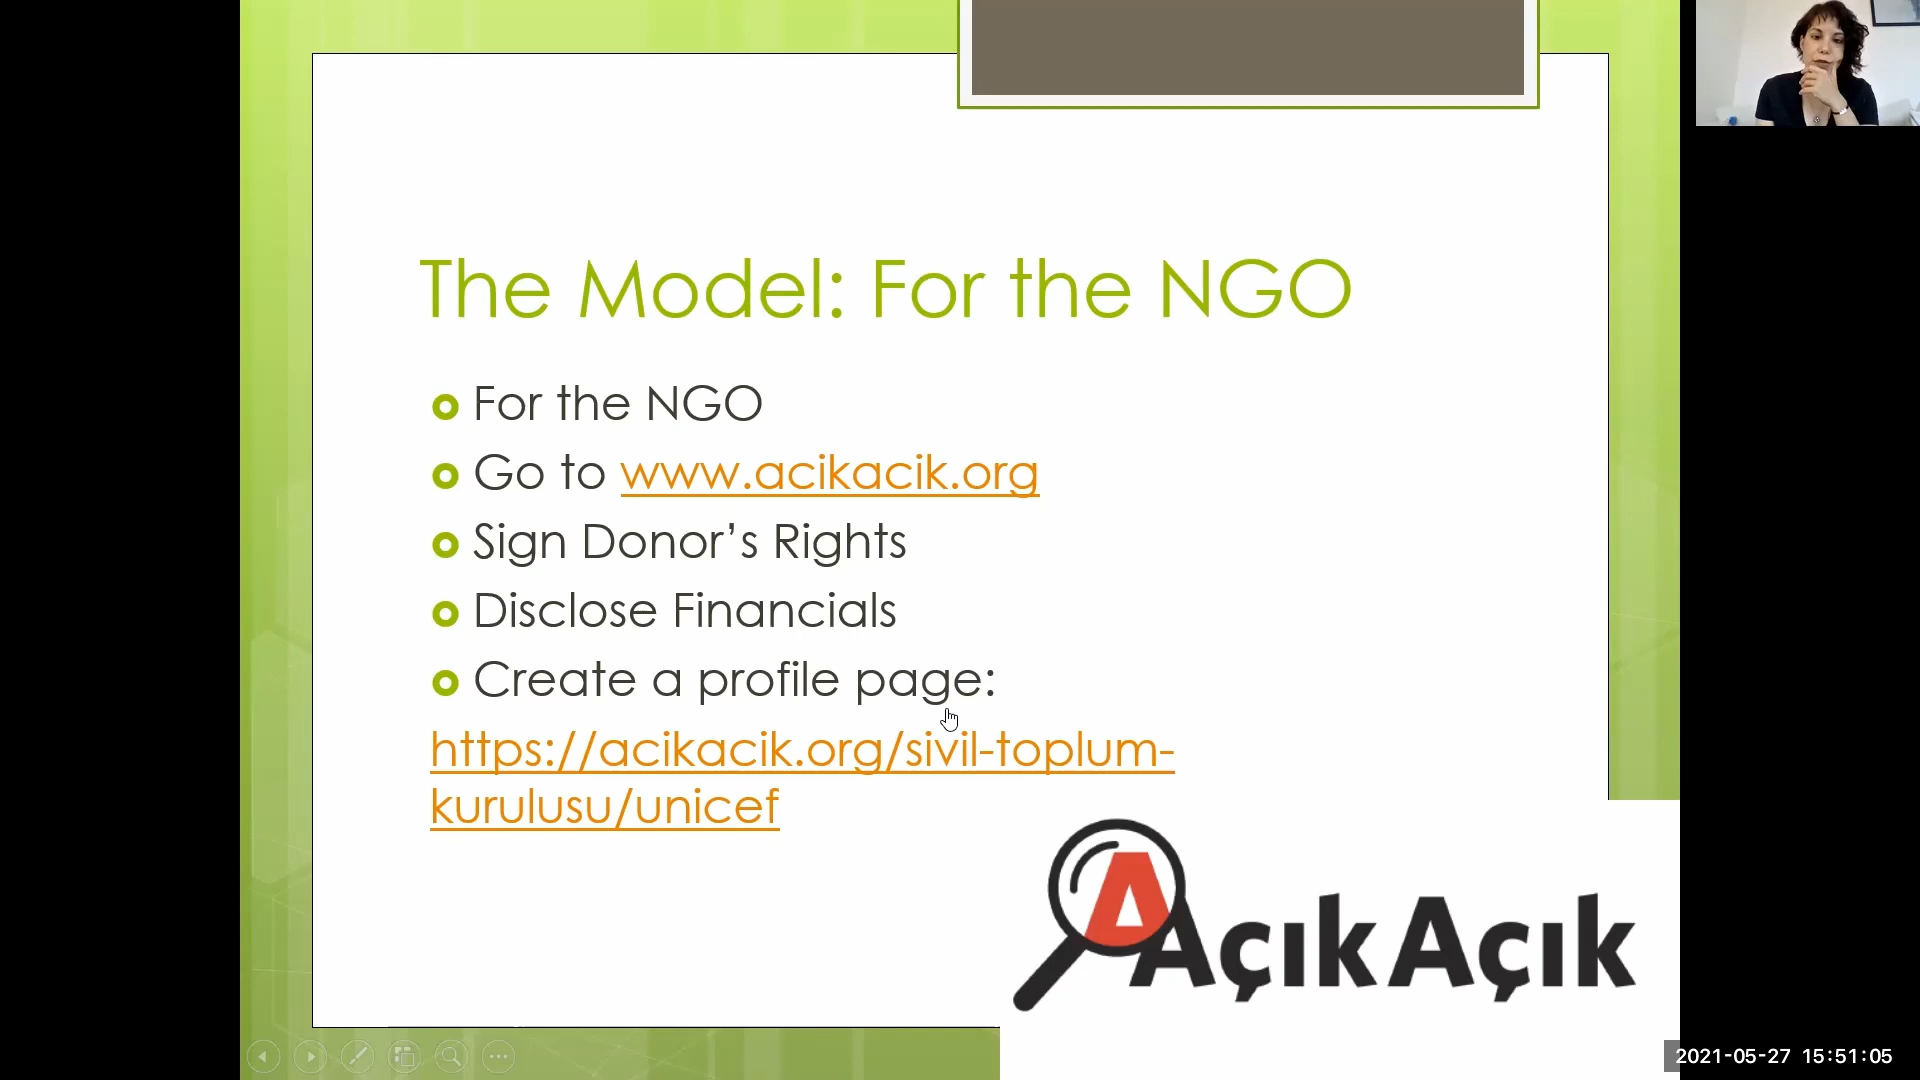 The Model: For the NGO
For the NGO
Go to www.acikacik.org
Sign Donor’s Rights
Disclose Financials
Create a profile page:
https://acikacik.org/sivil-toplum-
kurulusu/unicef
AçıkAçık
2021-05-27 15:51:05